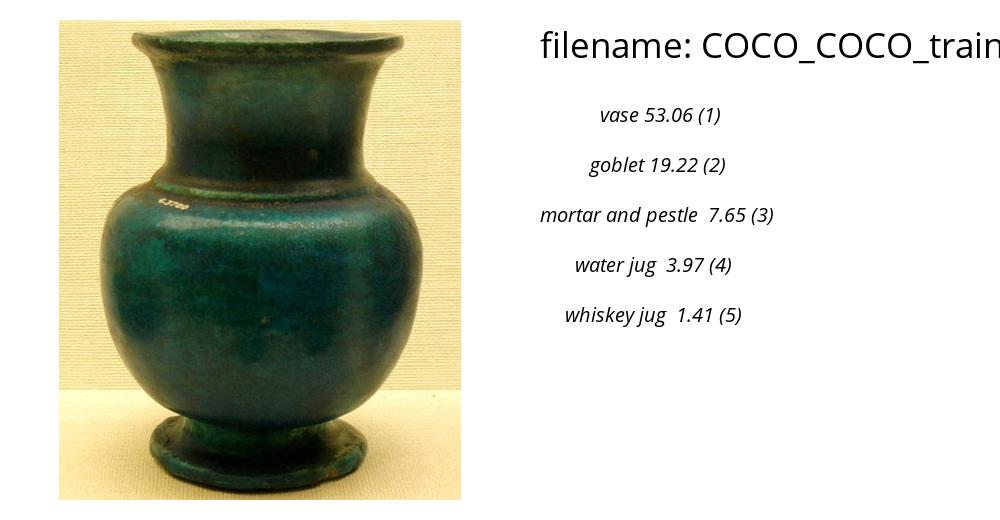 filename: COCO_COCO_train
vase 53.06 (1)
goblet 19.22 (2)
mortar and pestle 7.65 (3)
water jug 3.97 (4)
whiskey jug 1.41 (5)